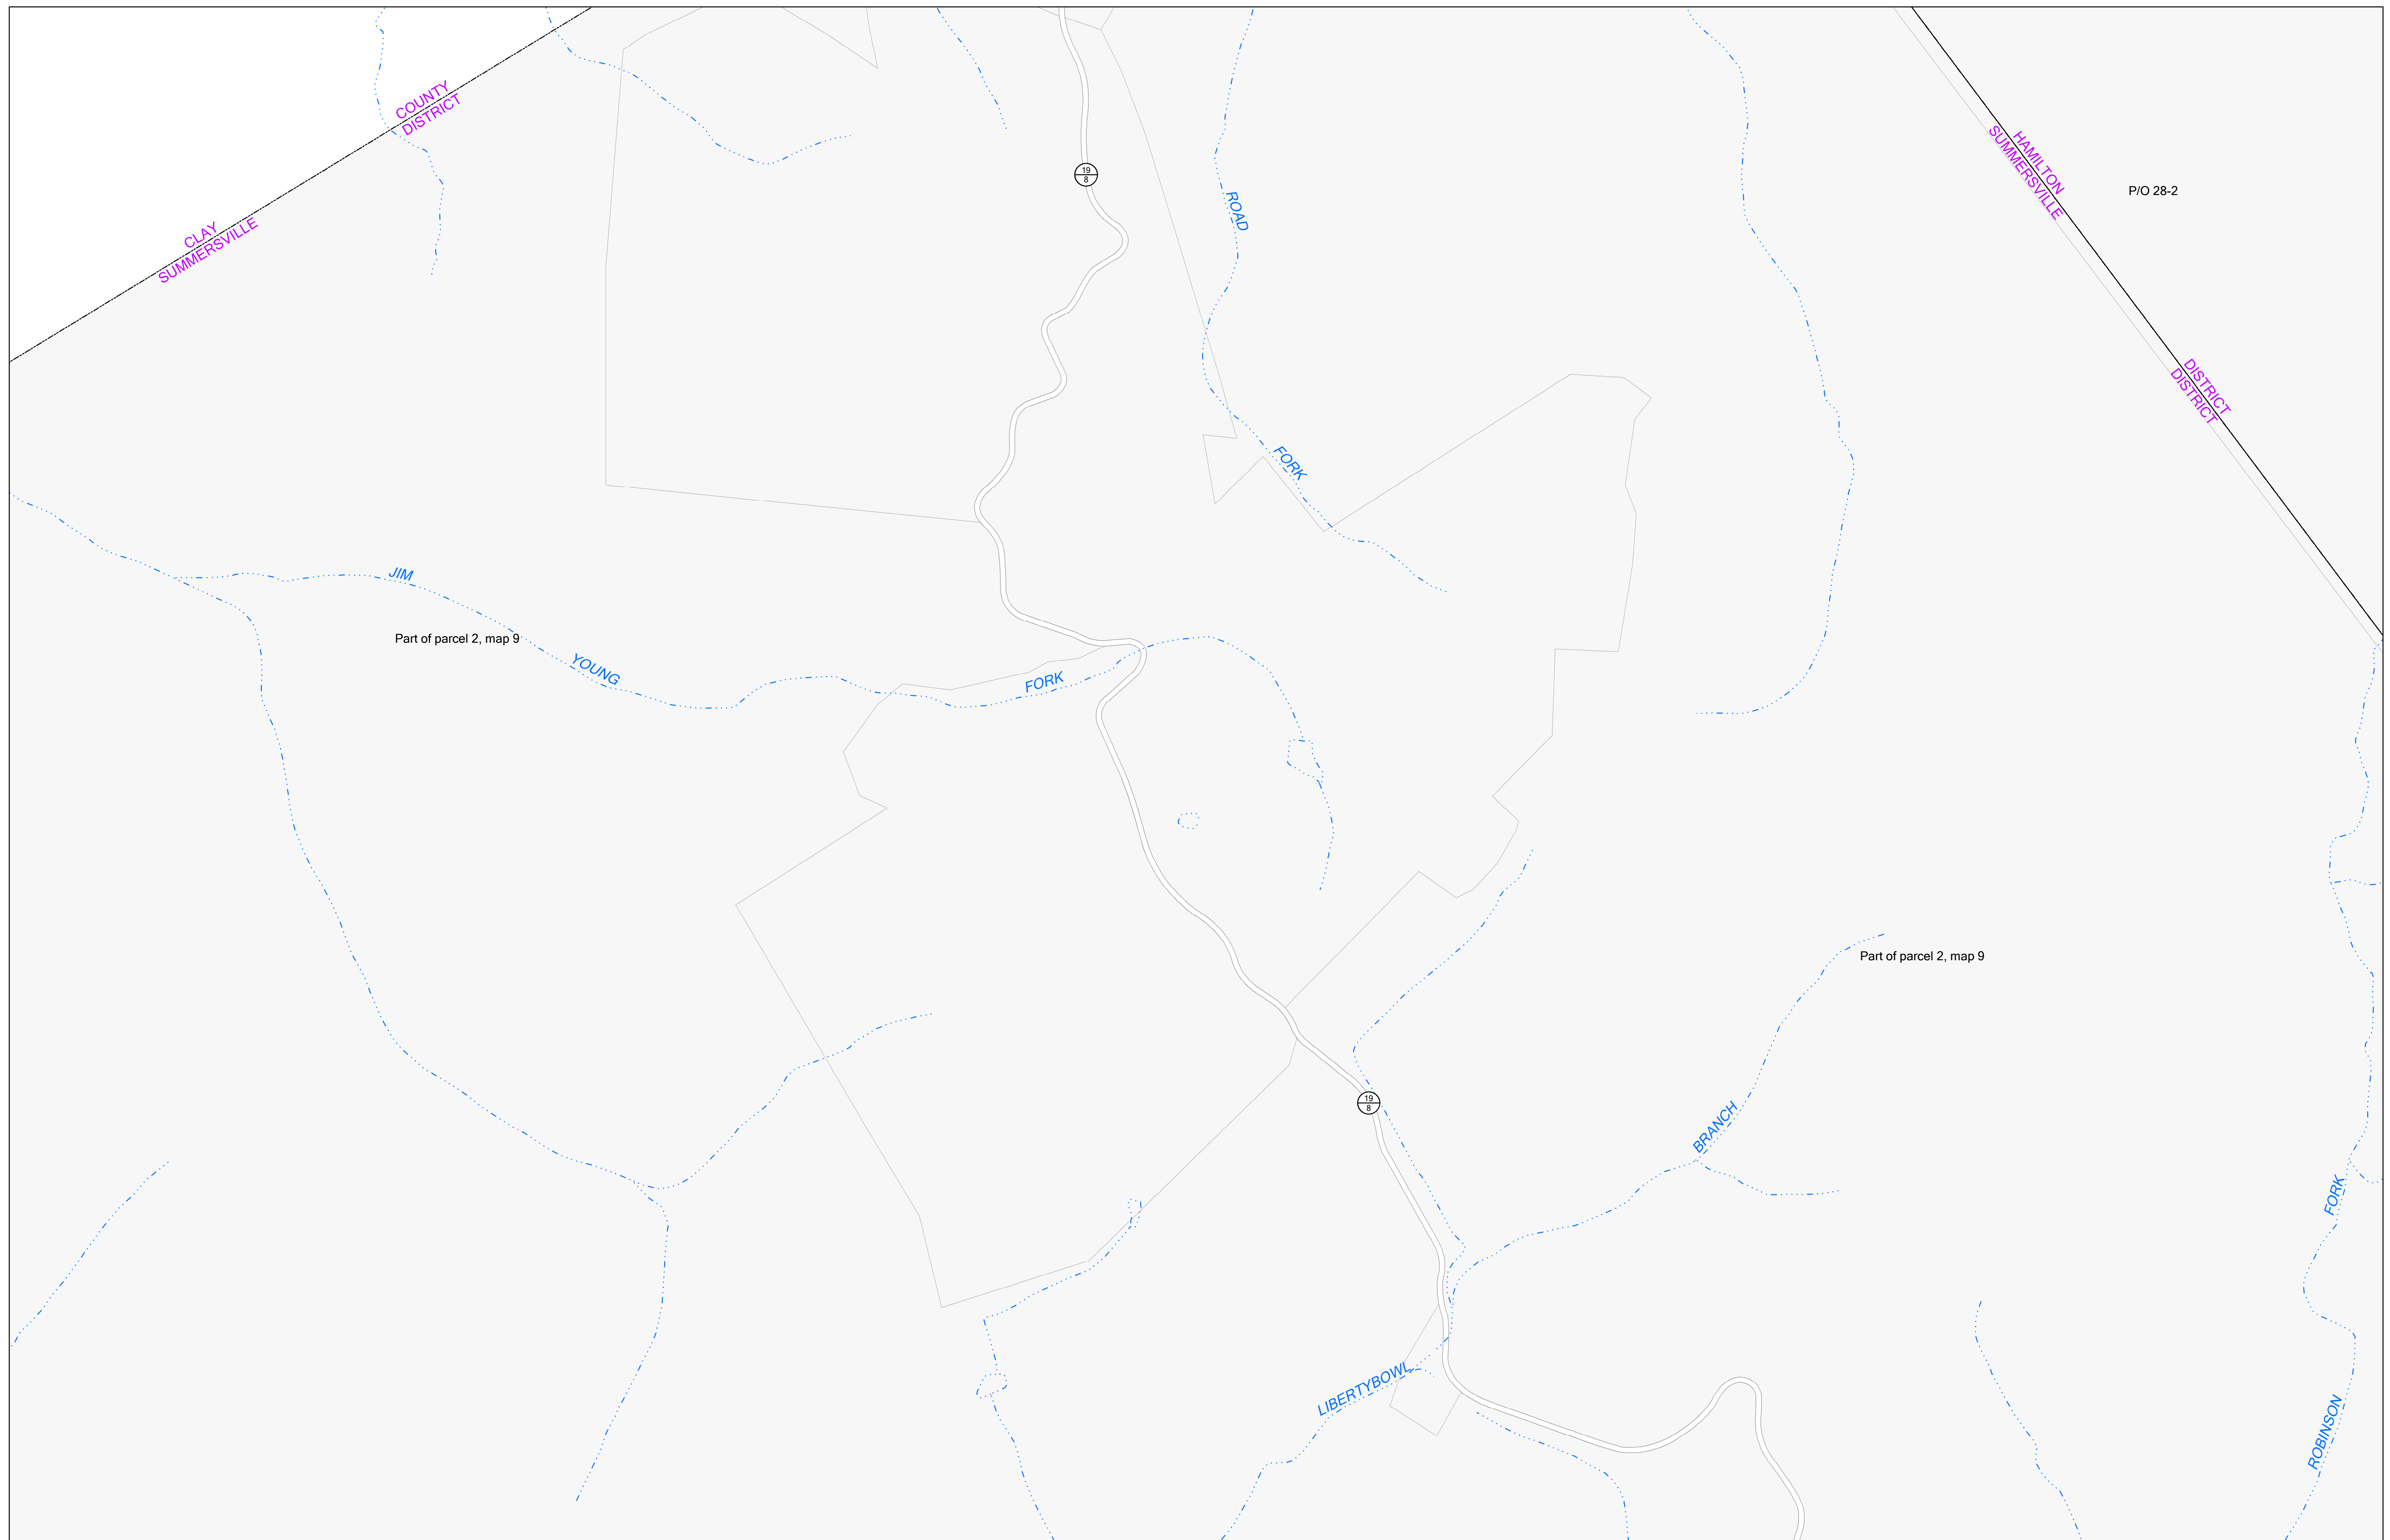 COUNTY
DISTRICT
CLAY
SUMMERSVILLE
HAMILTON
SUMMERSVILLE
P/O 28-2
19
8
ROAD
DISTRICT
DISTRICT
FORK
JIM
Part of parcel 2, map 9
YOUNG
FORK
Part of parcel 2, map 9
19
8
BRANCH
FORK
LIBERTYBOWL
ROBINSON